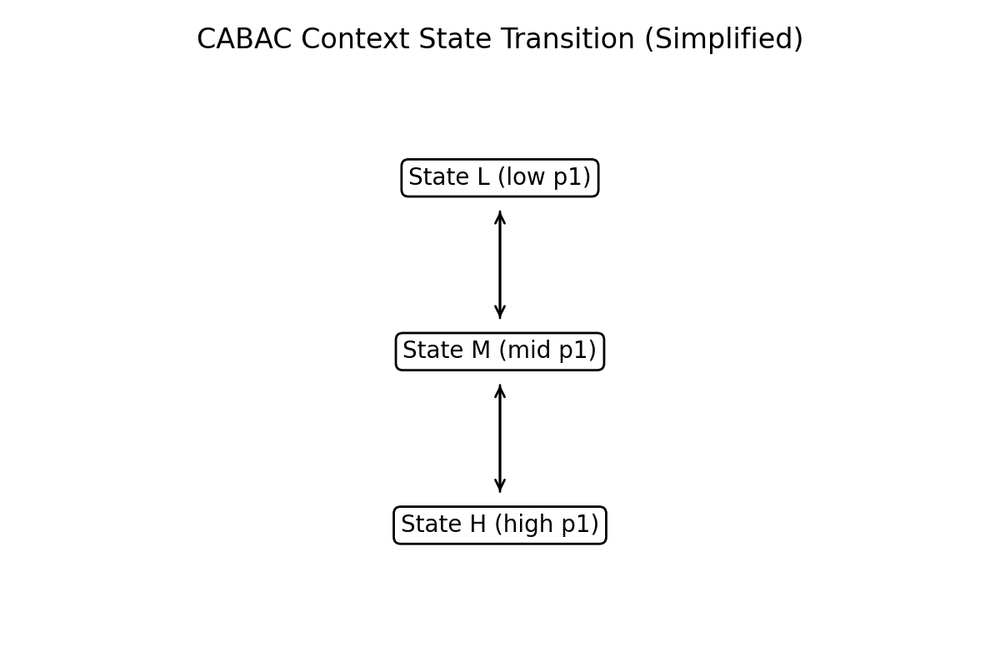 CABAC Context State Transition (Simplified)
State L (low p1)
State M (mid p1)
State H (high p1)